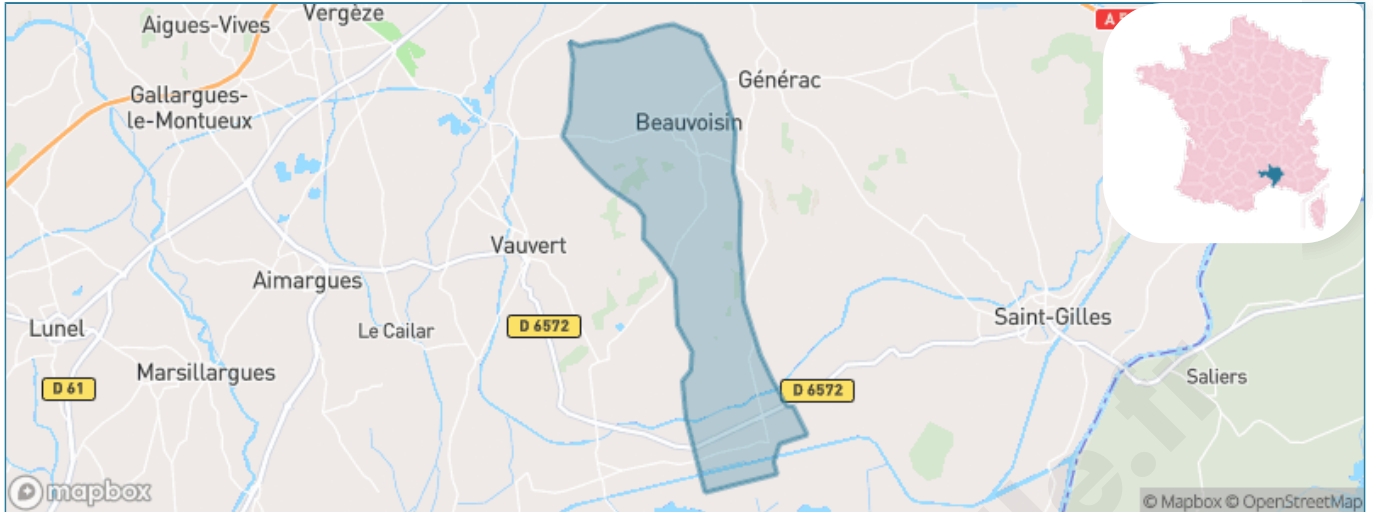 Vergèze
Aigues-Vives
A 5
Générac
Gallargues-
le-Montueux
Beauvoisin
Vauvert
Aimargues
Saint-Gilles
D 6572
Lunel
Le Cailar
Marsillargues
Saliers
D 61
D 6572
mapbox
© Mapbox © OpenStreetMap